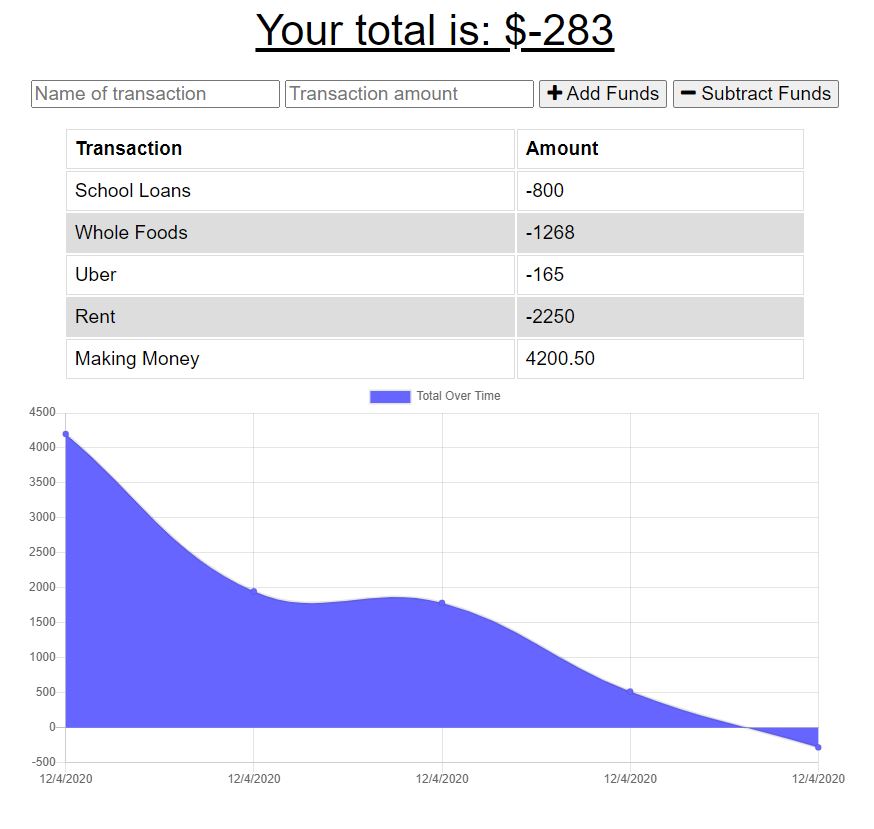 Your total is: $-283
Name of transaction Transaction amount + Add Funds − Subtract Funds
Transaction Amount
School Loans -800
Whole Foods -1268
Uber -165
Rent -2250
Making Money 4200.50
Total Over Time
4500
4000
3500
3000
2500
2000
1500
1000
500
0
-500
12/4/2020 12/4/2020 12/4/2020 12/4/2020 12/4/2020